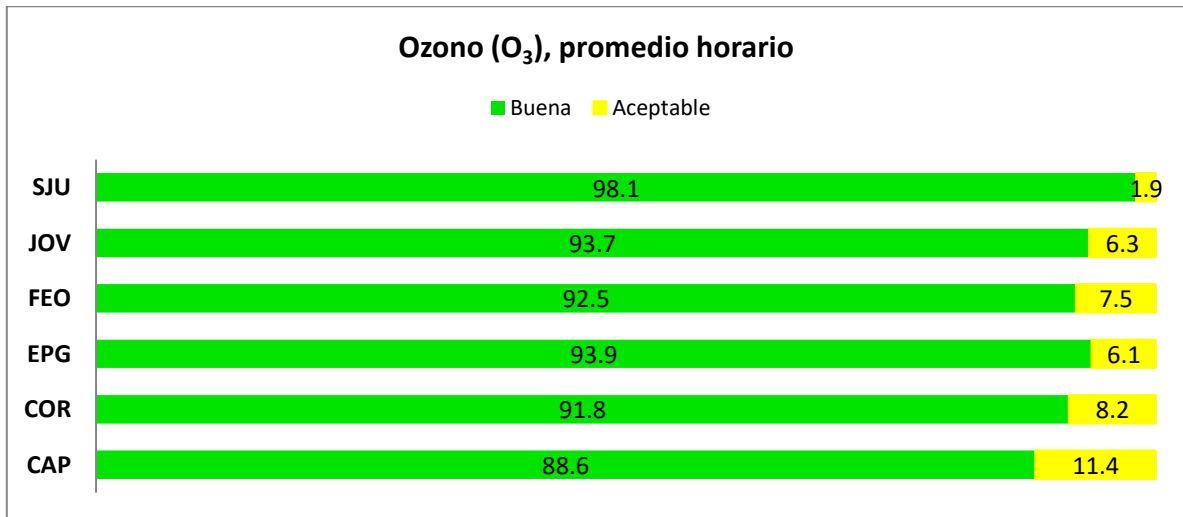 Ozono (O₃), promedio horario
Buena Aceptable
SJU 98.1 1.9
JOV 93.7 6.3
FEO 92.5 7.5
EPG 93.9 6.1
COR 91.8 8.2
CAP 88.6 11.4